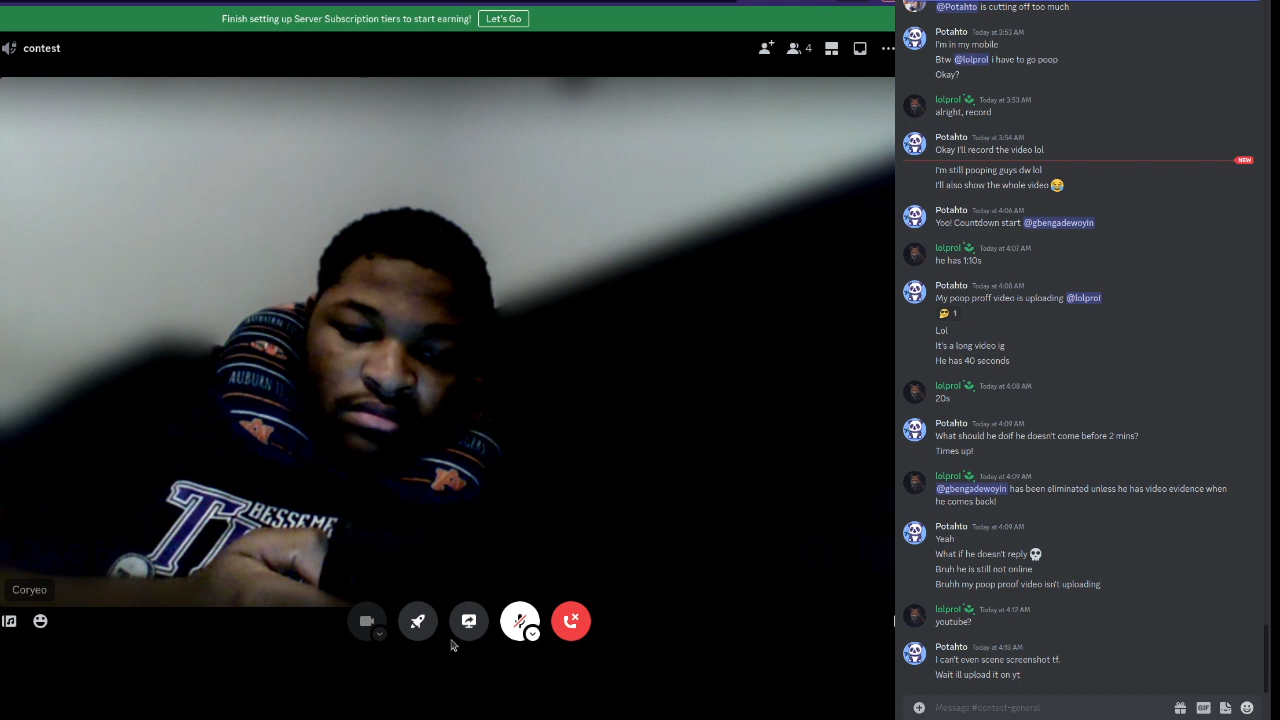 Finish setting up Server Subscription tiers to start earning!
Let's Go
contest
4
AUBURN
AUBURN
BESSEME
Coryeo
@Potahto is cutting off too much
Potahto Today at 3:53 AM
I'm in my mobile
Btw @lolprol i have to go poop
Okay?
lolprol Today at 3:53 AM
alright, record
Potahto Today at 3:54 AM
Okay I'll record the video lol
NEW
I'm still pooping guys dw lol
I'll also show the whole video 😂
Potahto Today at 4:06 AM
Yoo! Countdown start @gbengadewoyin
lolprol Today at 4:07 AM
he has 1:10s
Potahto Today at 4:08 AM
My poop proff video is uploading @lolprol
1
Lol
It's a long video ig
He has 40 seconds
lolprol Today at 4:08 AM
20s
Potahto Today at 4:09 AM
What should he doif he doesn't come before 2 mins?
Times up!
lolprol Today at 4:09 AM
@gbengadewoyin has been eliminated unless he has video evidence when
he comes back!
Potahto Today at 4:09 AM
Yeah
What if he doesn't reply 💀
Bruh he is still not online
Bruhh my poop proof video isn't uploading
lolprol Today at 4:12 AM
youtube?
Potahto Today at 4:13 AM
I can't even scene screenshot tf.
Wait ill upload it on yt
Message #contest-general
GIF